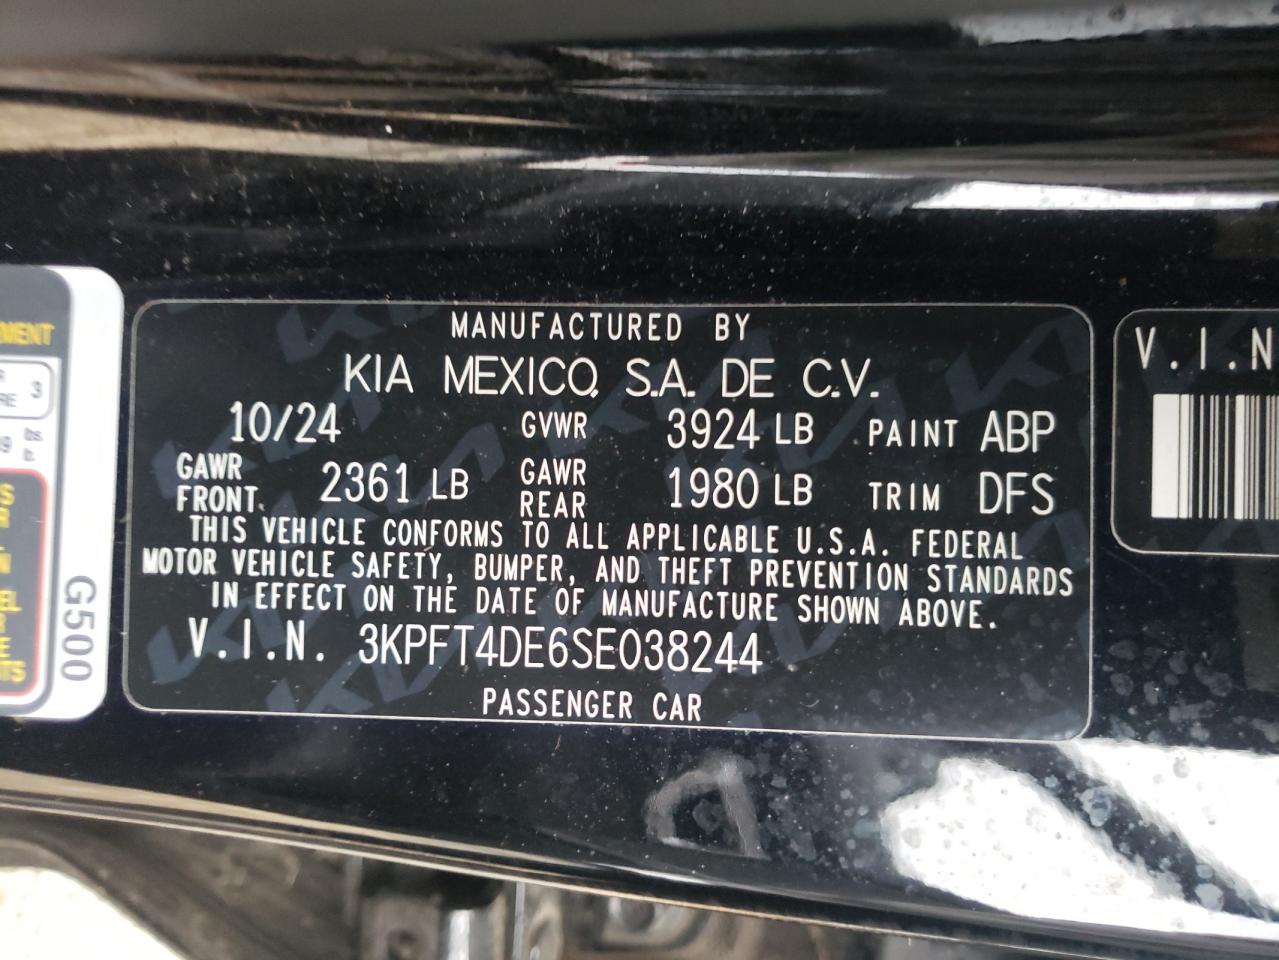 MANUFACTURED BY
KIA MEXICO, S.A. DE C.V.
10/24 GVWR 3924 LB PAINT ABP
GAWR FRONT 2361 LB GAWR REAR 1980 LB TRIM DFS
THIS VEHICLE CONFORMS TO ALL APPLICABLE U.S.A. FEDERAL
MOTOR VEHICLE SAFETY, BUMPER, AND THEFT PREVENTION STANDARDS
IN EFFECT ON THE DATE OF MANUFACTURE SHOWN ABOVE.
V.I.N. 3KPFT4DE6SE038244
PASSENGER CAR
V.I.N
3
lbs.
G500